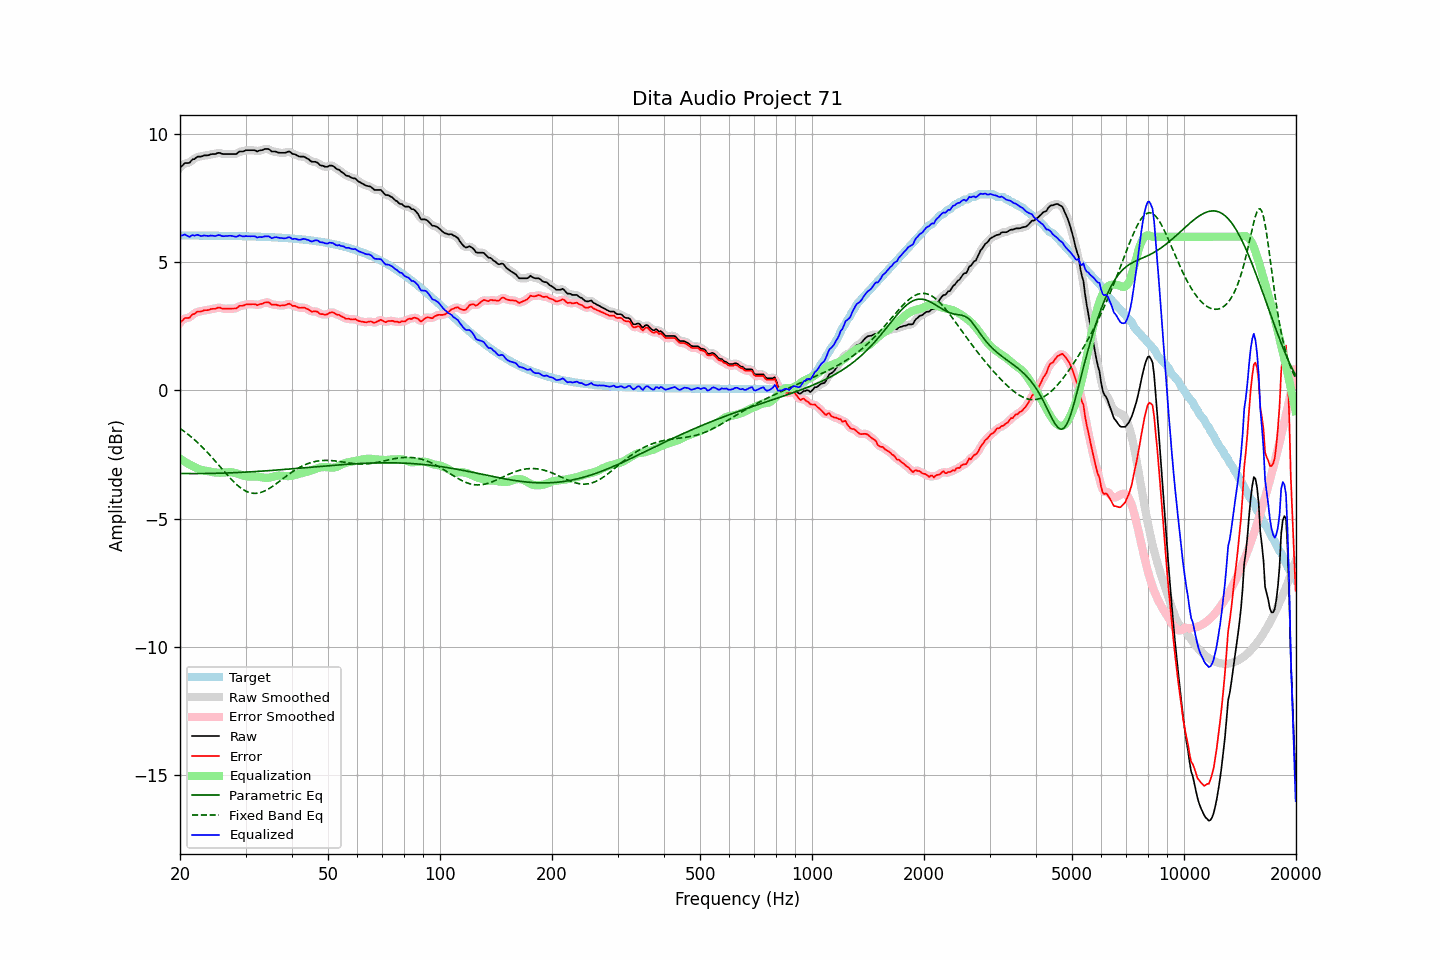 Dita Audio Project 71
10
5
0
−5
−10
−15
Amplitude (dBr)
Target
Raw Smoothed
Error Smoothed
Raw
Error
Equalization
Parametric Eq
Fixed Band Eq
Equalized
20 50 100 200 500 1000 2000 5000 10000 20000
Frequency (Hz)